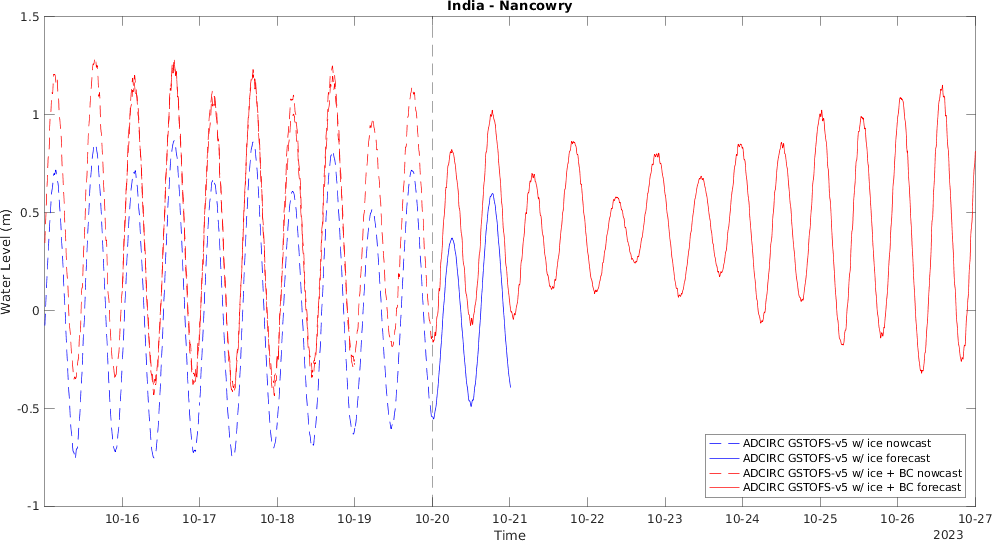 India - Nancowry
1.5
1
0.5
0
-0.5
-1
Water Level (m)
10-16
10-17
10-18
10-19
10-20
10-21
10-22
10-23
10-24
10-25
10-26
10-27
Time
2023
ADCIRC GSTOFS-v5 w/ ice nowcast
ADCIRC GSTOFS-v5 w/ ice forecast
ADCIRC GSTOFS-v5 w/ ice + BC nowcast
ADCIRC GSTOFS-v5 w/ ice + BC forecast